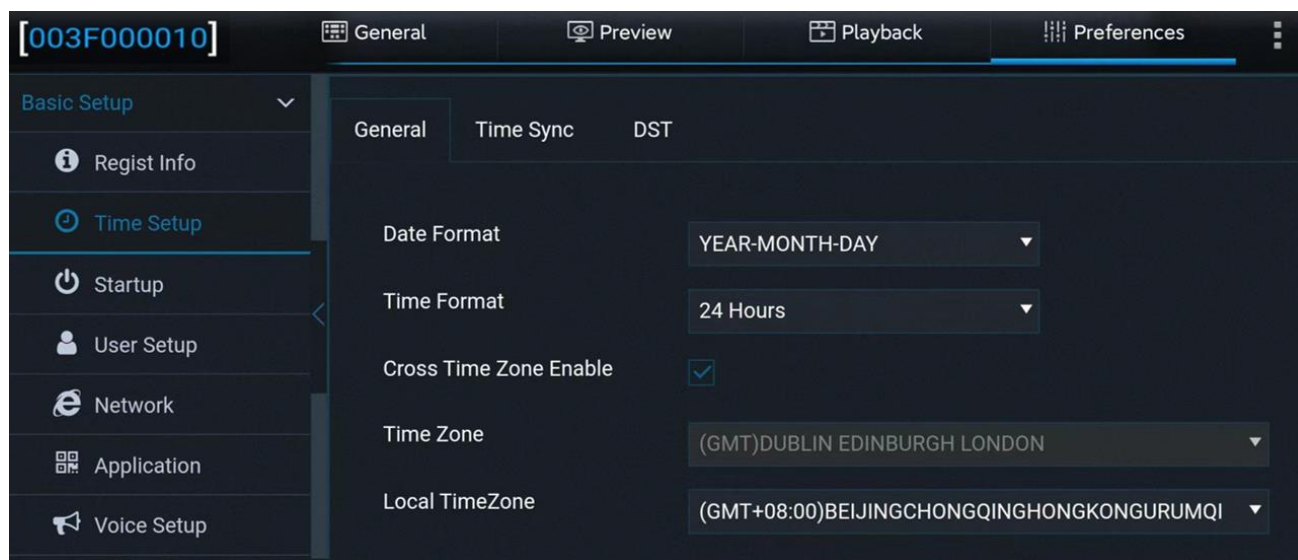 [003F000010]
General
Preview
Playback
Preferences
Basic Setup
Regist Info
Time Setup
Startup
User Setup
Network
Application
Voice Setup
General
Time Sync
DST
Date Format
YEAR-MONTH-DAY
Time Format
24 Hours
Cross Time Zone Enable
Time Zone
(GMT)DUBLIN EDINBURGH LONDON
Local TimeZone
(GMT+08:00)BEIJINGCHONGQINGHONGKONGURUMQI